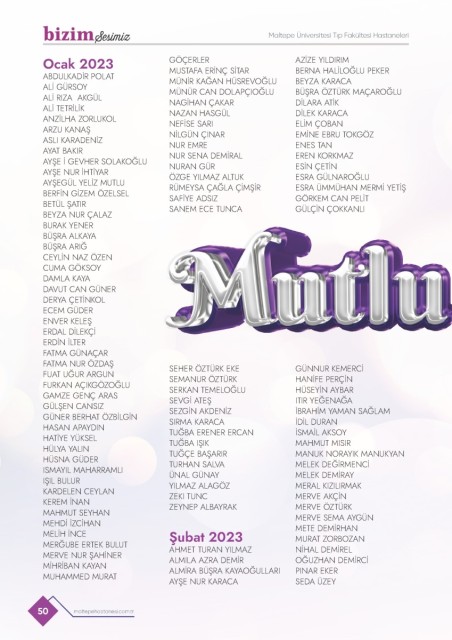 bizim Sesimiz
Maltepe Üniversitesi Tıp Fakültesi Hastaneleri
Ocak 2023
ABDULKADİR POLAT
ALİ GÜRSOY
ALİ RIZA AKGÜL
ALİ TETRİLİK
ANZİLHA ZORLUKOL
ARZU KANAŞ
ASLI KARADENİZ
AYAT BAKIR
AYŞE İ GEVHER SOLAKOĞLU
AYŞE NUR İHTİYAR
AYŞEGÜL YELİZ MUTLU
BERFİN GİZEM ÖZELSEL
BETÜL ŞATIR
BEYZA NUR ÇALAZ
BURAK YENER
BÜŞRA ALKAYA
BÜŞRA ARIĞ
CEYLİN NAZ ÖZEN
CUMA GÖKSOY
DAMLA KAYA
DAVUT CAN GÜNER
DERYA ÇETİNKOL
ECEM GÜDER
ENVER KELEŞ
ERDAL DİLEKÇİ
ERDİN İLTER
FATMA GÜNAÇAR
FATMA NUR ÖZDAŞ
FUAT UĞUR ARGUN
FURKAN AÇIKGÖZOĞLU
GAMZE GENÇ ARAS
GÜLŞEN CANSIZ
GÜNER BERHAT ÖZBİLGİN
HASAN APAYDIN
HATİYE YÜKSEL
HÜLYA YALIN
HÜSNA GÜDER
ISMAYIL MAHARRAMLI
IŞIL BULUR
KARDELEN CEYLAN
KEREM İNAN
MAHMUT SEYHAN
MEHDİ İZCİHAN
MELİH İNCE
MERĞUBE ERTEK BULUT
MERVE NUR ŞAHİNER
MİHRİBAN KAYAN
MUHAMMED MURAT
GÖÇERLER
MUSTAFA ERİNÇ SİTAR
MÜNİR KAĞAN HÜSREVOĞLU
MÜNÜR CAN DOLAPÇIOĞLU
NAGİHAN ÇAKAR
NAZAN HASGÜL
NEFİSE SARI
NİLGÜN ÇINAR
NUR EMRE
NUR SENA DEMİRAL
NURAN GÜR
ÖZGE YILMAZ ALTUK
RÜMEYSA ÇAĞLA ÇİMŞİR
SAFİYE ADSIZ
SANEM ECE TUNCA
Mutlu
SEHER ÖZTÜRK EKE
SEMANUR ÖZTÜRK
SERKAN TEMELOĞLU
SEVGİ ATEŞ
SEZGİN AKDENİZ
SIRMA KARACA
TUĞBA ERENER ERCAN
TUĞBA IŞIK
TUĞÇE BAŞARIR
TURHAN SALVA
ÜNAL GÜNAY
YILMAZ ALAGÖZ
ZEKİ TUNC
ZEYNEP ALBAYRAK
Şubat 2023
AHMET TURAN YILMAZ
ALMILA AZRA DEMİR
ALMİRA BÜŞRA KAYAOĞULLARI
AYŞE NUR KARACA
AZİZE YILDIRIM
BERNA HALİLOĞLU PEKER
BEYZA KARACA
BÜŞRA ÖZTÜRK MAÇAROĞLU
DİLARA ATİK
DİLEK KARACA
ELİM ÇOBAN
EMİNE EBRU TOKGÖZ
ENES TAN
EREN KORKMAZ
ESİN ÇETİN
ESRA GÜLNAROĞLU
ESRA ÜMMÜHAN MERMİ YETİŞ
GÖRKEM CAN PELİT
GÜLÇİN ÇOKKANLI
GÜNNUR KEMERCİ
HANİFE PERÇİN
HÜSEYİN AYBAR
ITIR YEĞENAĞA
İBRAHİM YAMAN SAĞLAM
İDİL DURAN
İSMAİL AKSOY
MAHMUT MISIR
MANUK NORAYIK MANUKYAN
MELEK DEĞİRMENCİ
MELEK DEMİRAY
MERAL KIZILIRMAK
MERVE AKÇİN
MERVE ÖZTÜRK
MERVE SEMA AYGÜN
METE DEMİRHAN
MURAT ZORBOZAN
NİHAL DEMİREL
OĞUZHAN DEMİRCİ
PINAR EKER
SEDA ÜZEY
50
maltepehastanesi.com.tr